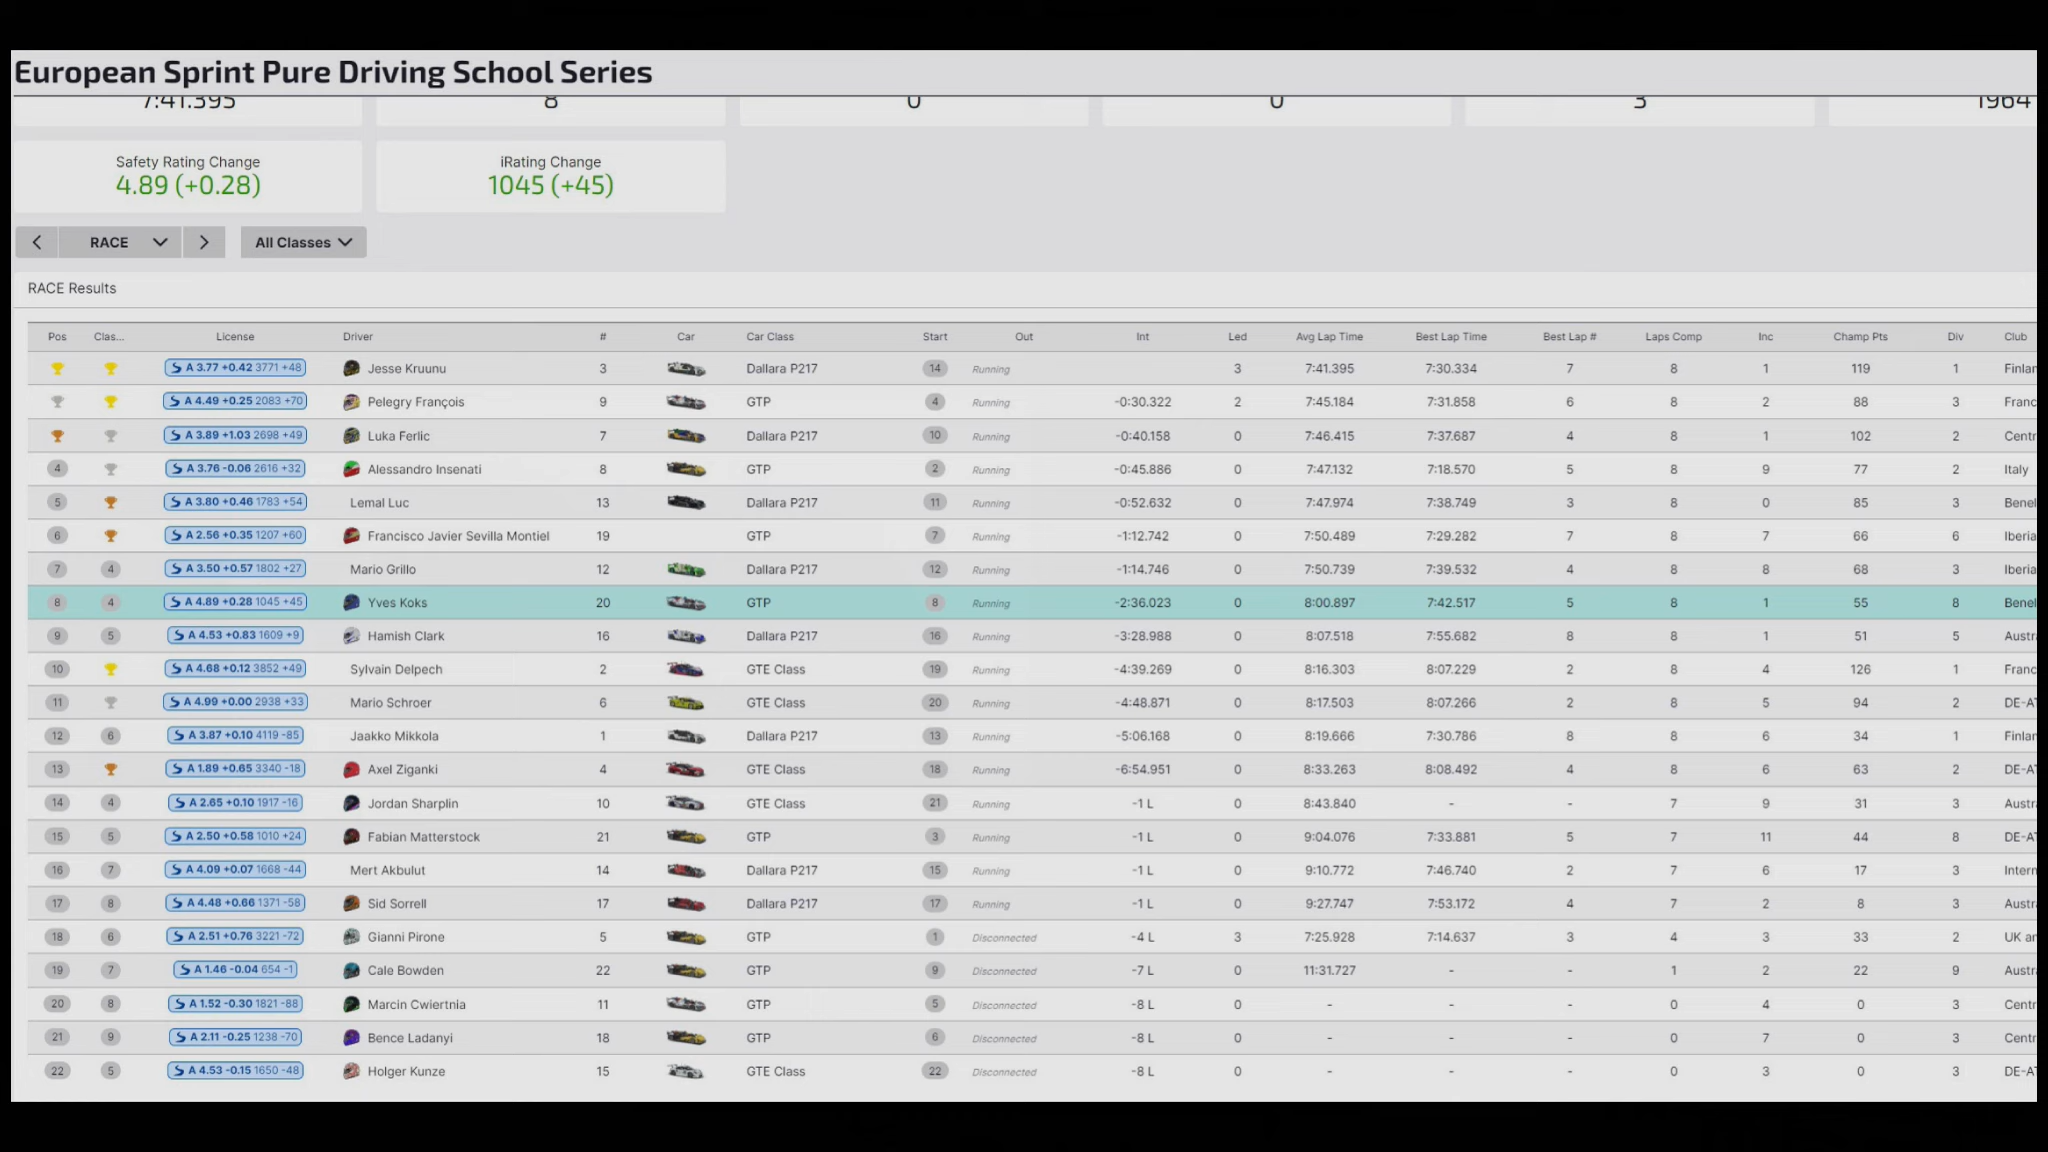 European Sprint Pure Driving School Series
7:41.395 8 0 0 3 1964
Safety Rating Change iRating Change
4.89 (+0.28) 1045 (+45)
RACE All Classes
RACE Results
Pos Clas... License Driver # Car Car Class Start Out Int Led Avg Lap Time Best Lap Time Best Lap # Laps Comp Inc Champ Pts Div Club
A 3.77 +0.42 3771 +48 Jesse Kruunu 3 Dallara P217 14 Running 3 7:41.395 7:30.334 7 8 1 119 1 Finlar
A 4.49 +0.25 2083 +70 Pelegry François 9 GTP 4 Running -0:30.322 2 7:45.184 7:31.858 6 8 2 88 3 Franc
A 3.89 +1.03 2698 +49 Luka Ferlic 7 Dallara P217 10 Running -0:40.158 0 7:46.415 7:37.687 4 8 1 102 2 Centr
4 A 3.76 -0.06 2616 +32 Alessandro Insenati 8 GTP 2 Running -0:45.886 0 7:47.132 7:18.570 5 8 9 77 2 Italy
5 A 3.80 +0.46 1783 +54 Lemal Luc 13 Dallara P217 11 Running -0:52.632 0 7:47.974 7:38.749 3 8 0 85 3 Benel
6 A 2.56 +0.35 1207 +60 Francisco Javier Sevilla Montiel 19 GTP 7 Running -1:12.742 0 7:50.489 7:29.282 7 8 7 66 6 Iberia
7 4 A 3.50 +0.57 1802 +27 Mario Grillo 12 Dallara P217 12 Running -1:14.746 0 7:50.739 7:39.532 4 8 8 68 3 Iberia
8 4 A 4.89 +0.28 1045 +45 Yves Koks 20 GTP 8 Running -2:36.023 0 8:00.897 7:42.517 5 8 1 55 8 Benel
9 5 A 4.53 +0.83 1609 +9 Hamish Clark 16 Dallara P217 16 Running -3:28.988 0 8:07.518 7:55.682 8 8 1 51 5 Austr
10 A 4.68 +0.12 3852 +49 Sylvain Delpech 2 GTE Class 19 Running -4:39.269 0 8:16.303 8:07.229 2 8 4 126 1 Franc
11 A 4.99 +0.00 2938 +33 Mario Schroer 6 GTE Class 20 Running -4:48.871 0 8:17.503 8:07.266 2 8 5 94 2 DE-A
12 6 A 3.87 +0.10 4119 -85 Jaakko Mikkola 1 Dallara P217 13 Running -5:06.168 0 8:19.666 7:30.786 8 8 6 34 1 Finlar
13 A 1.89 +0.65 3340 -18 Axel Ziganki 4 GTE Class 18 Running -6:54.951 0 8:33.263 8:08.492 4 8 6 63 2 DE-A
14 4 A 2.65 +0.10 1917 -16 Jordan Sharplin 10 GTE Class 21 Running -1 L 0 8:43.840 - - 7 9 31 3 Austr
15 5 A 2.50 +0.58 1010 +24 Fabian Matterstock 21 GTP 3 Running -1 L 0 9:04.076 7:33.881 5 7 11 44 8 DE-A
16 7 A 4.09 +0.07 1668 -44 Mert Akbulut 14 Dallara P217 15 Running -1 L 0 9:10.772 7:46.740 2 7 6 17 3 Intern
17 8 A 4.48 +0.66 1371 -58 Sid Sorrell 17 Dallara P217 17 Running -1 L 0 9:27.747 7:53.172 4 7 2 8 3 Austr
18 6 A 2.51 +0.76 3221 -72 Gianni Pirone 5 GTP 1 Disconnected -4 L 3 7:25.928 7:14.637 3 4 3 33 2 UK ar
19 7 A 1.46 -0.04 654 -1 Cale Bowden 22 GTP 9 Disconnected -7 L 0 11:31.727 - - 1 2 22 9 Austr
20 8 A 1.52 -0.30 1821 -88 Marcin Cwiertnia 11 GTP 5 Disconnected -8 L 0 - - - 0 4 0 3 Centr
21 9 A 2.11 -0.25 1238 -70 Bence Ladanyi 18 GTP 6 Disconnected -8 L 0 - - - 0 7 0 3 Centr
22 5 A 4.53 -0.15 1650 -48 Holger Kunze 15 GTE Class 22 Disconnected -8 L 0 - - - 0 3 0 3 DE-A